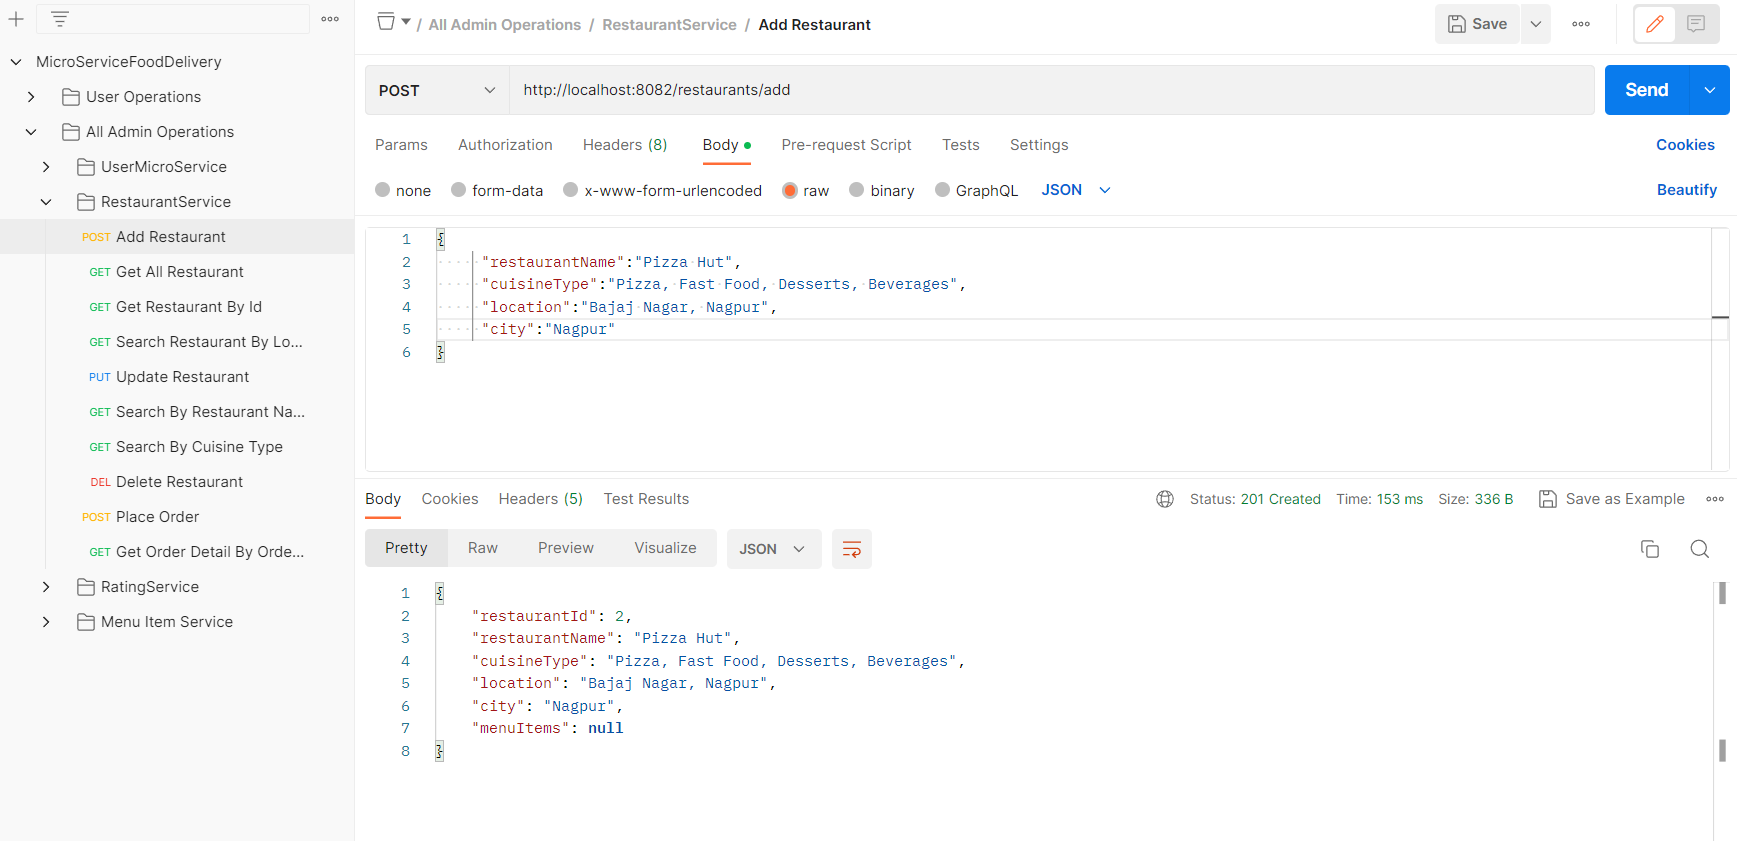 MicroServiceFoodDelivery
User Operations
All Admin Operations
UserMicroService
RestaurantService
POST Add Restaurant
GET Get All Restaurant
GET Get Restaurant By Id
GET Search Restaurant By Lo...
PUT Update Restaurant
GET Search By Restaurant Na...
GET Search By Cuisine Type
DEL Delete Restaurant
POST Place Order
GET Get Order Detail By Orde...
RatingService
Menu Item Service
/ All Admin Operations / RestaurantService / Add Restaurant
Save
POST http://localhost:8082/restaurants/add
Send
Params Authorization Headers (8) Body Pre-request Script Tests Settings Cookies
none form-data x-www-form-urlencoded raw binary GraphQL JSON Beautify
1 {
2 "restaurantName":"Pizza Hut",
3 "cuisineType":"Pizza, Fast Food, Desserts, Beverages",
4 "location":"Bajaj Nagar, Nagpur",
5 "city":"Nagpur"
6 }
Body Cookies Headers (5) Test Results Status: 201 Created Time: 153 ms Size: 336 B Save as Example
Pretty Raw Preview Visualize JSON
1 {
2 "restaurantId": 2,
3 "restaurantName": "Pizza Hut",
4 "cuisineType": "Pizza, Fast Food, Desserts, Beverages",
5 "location": "Bajaj Nagar, Nagpur",
6 "city": "Nagpur",
7 "menuItems": null
8 }